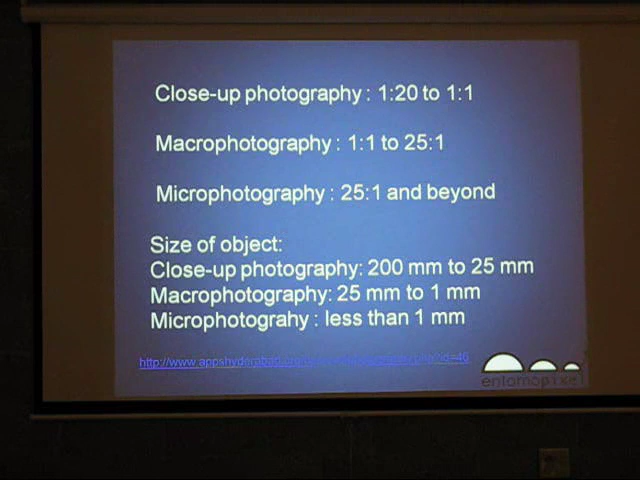 Close-up photography : 1:20 to 1:1
Macrophotography : 1:1 to 25:1
Microphotography : 25:1 and beyond
Size of object:
Close-up photography: 200 mm to 25 mm
Macrophotography: 25 mm to 1 mm
Microphotograhy : less than 1 mm
entomopixel